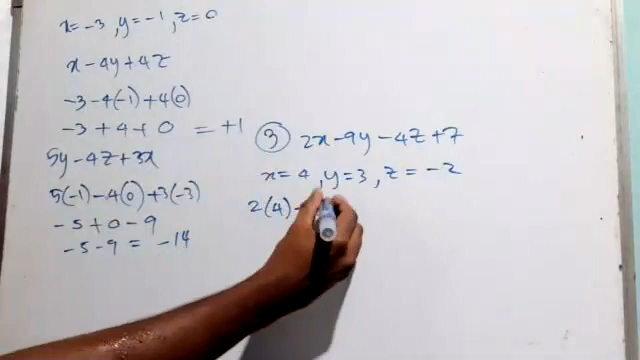 x=-3, y=-1, z=0
x-4y+4z
-3-4(-1)+4(0)
-3+4+0 = +1
5y-4z+3x
5(-1)-4(0)+3(-3)
-5+0-9
-5-9 = -14
③ 2x-9y-4z+7
x=4, y=3, z=-2
2(4)-